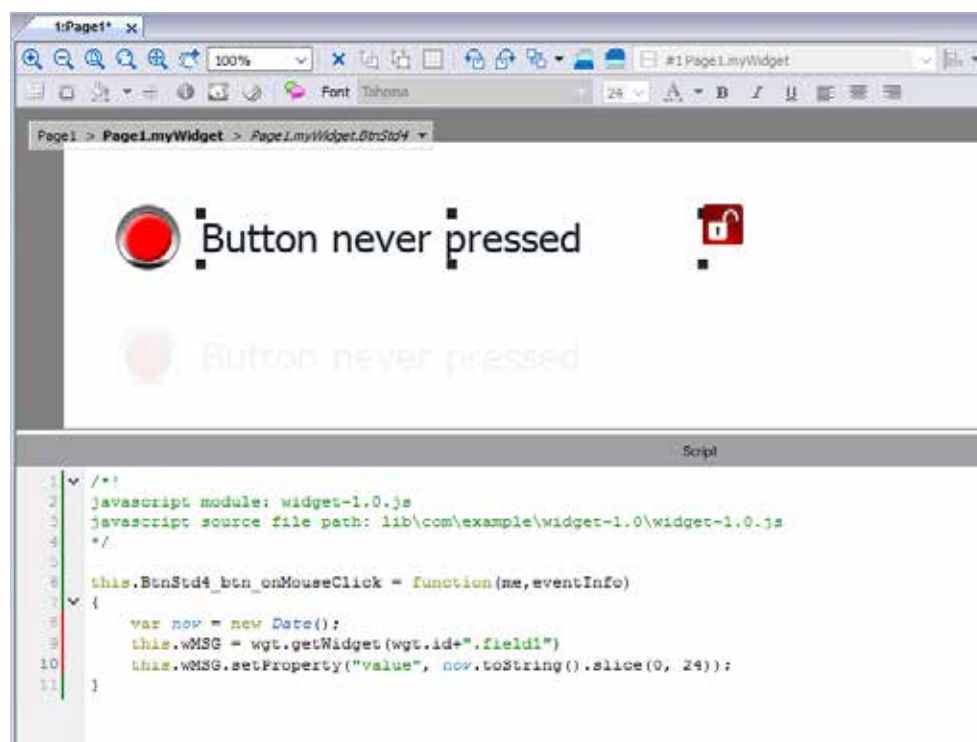 1:Page1* x
100%
#1 Page1.myWidget
Font Tahoma 24 A B I U
Page1 > Page1.myWidget > Page1.myWidget.BtnStd4
Button never pressed
Button never pressed
Script
1 /*!
2 javascript module: widget-1.0.js
3 javascript source file path: lib\com\example\widget-1.0\widget-1.0.js
4 */
5
6 this.BtnStd4_btn_onMouseClick = function(me,eventInfo)
7 {
8 var now = new Date();
9 this.wMSG = wgt.getWidget(wgt.id+".field1")
10 this.wMSG.setProperty("value", now.toString().slice(0, 24));
11 }